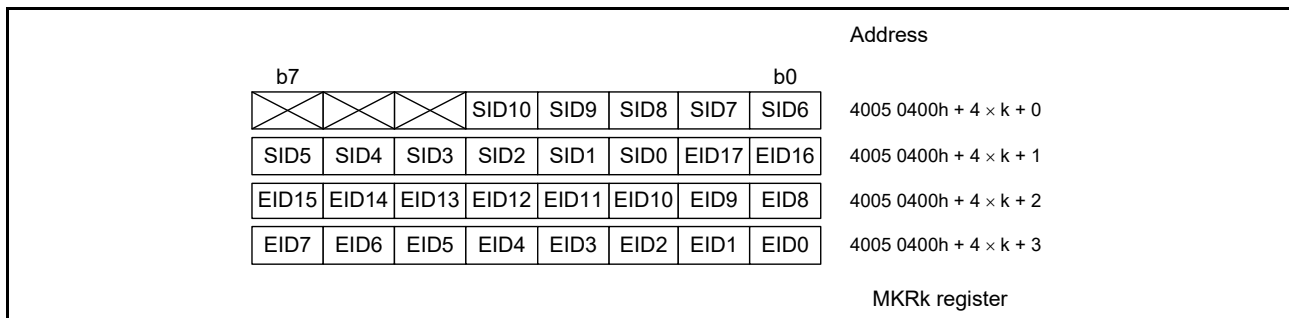 Address
b7 b0
SID10 SID9 SID8 SID7 SID6 4005 0400h + 4 × k + 0
SID5 SID4 SID3 SID2 SID1 SID0 EID17 EID16 4005 0400h + 4 × k + 1
EID15 EID14 EID13 EID12 EID11 EID10 EID9 EID8 4005 0400h + 4 × k + 2
EID7 EID6 EID5 EID4 EID3 EID2 EID1 EID0 4005 0400h + 4 × k + 3
MKRk register